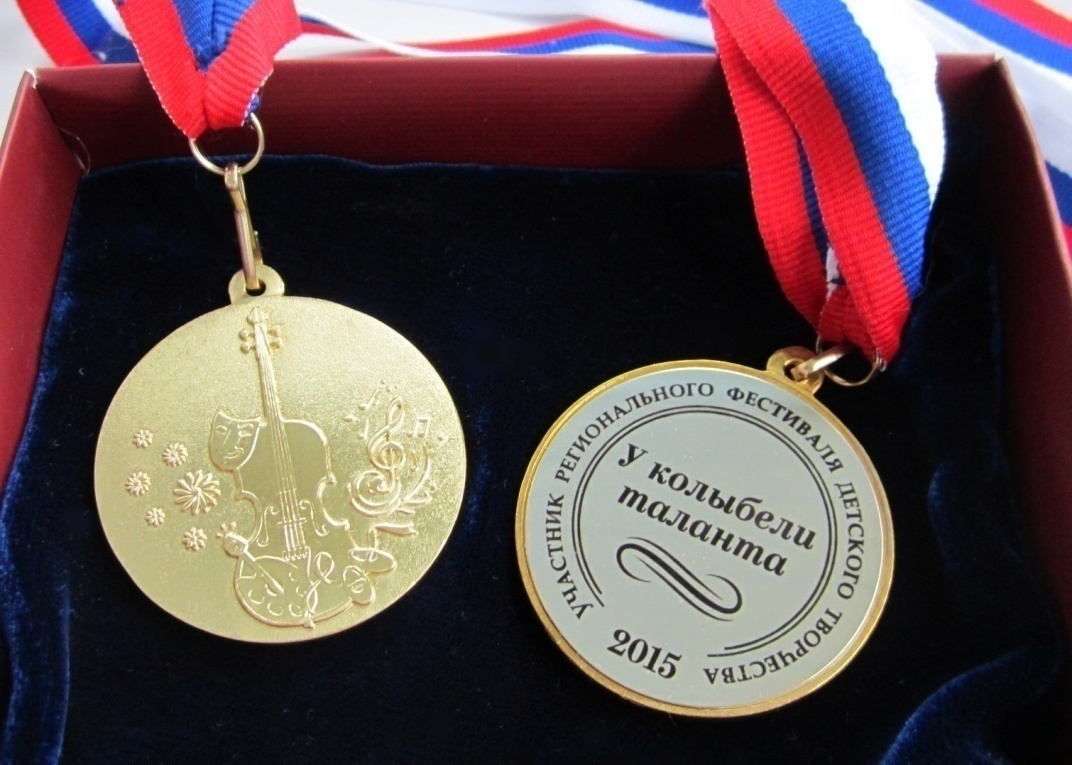 УЧАСТНИК РЕГИОНАЛЬНОГО ФЕСТИВАЛЯ ДЕТСКОГО ТВОРЧЕСТВА
У колыбели
таланта
2015